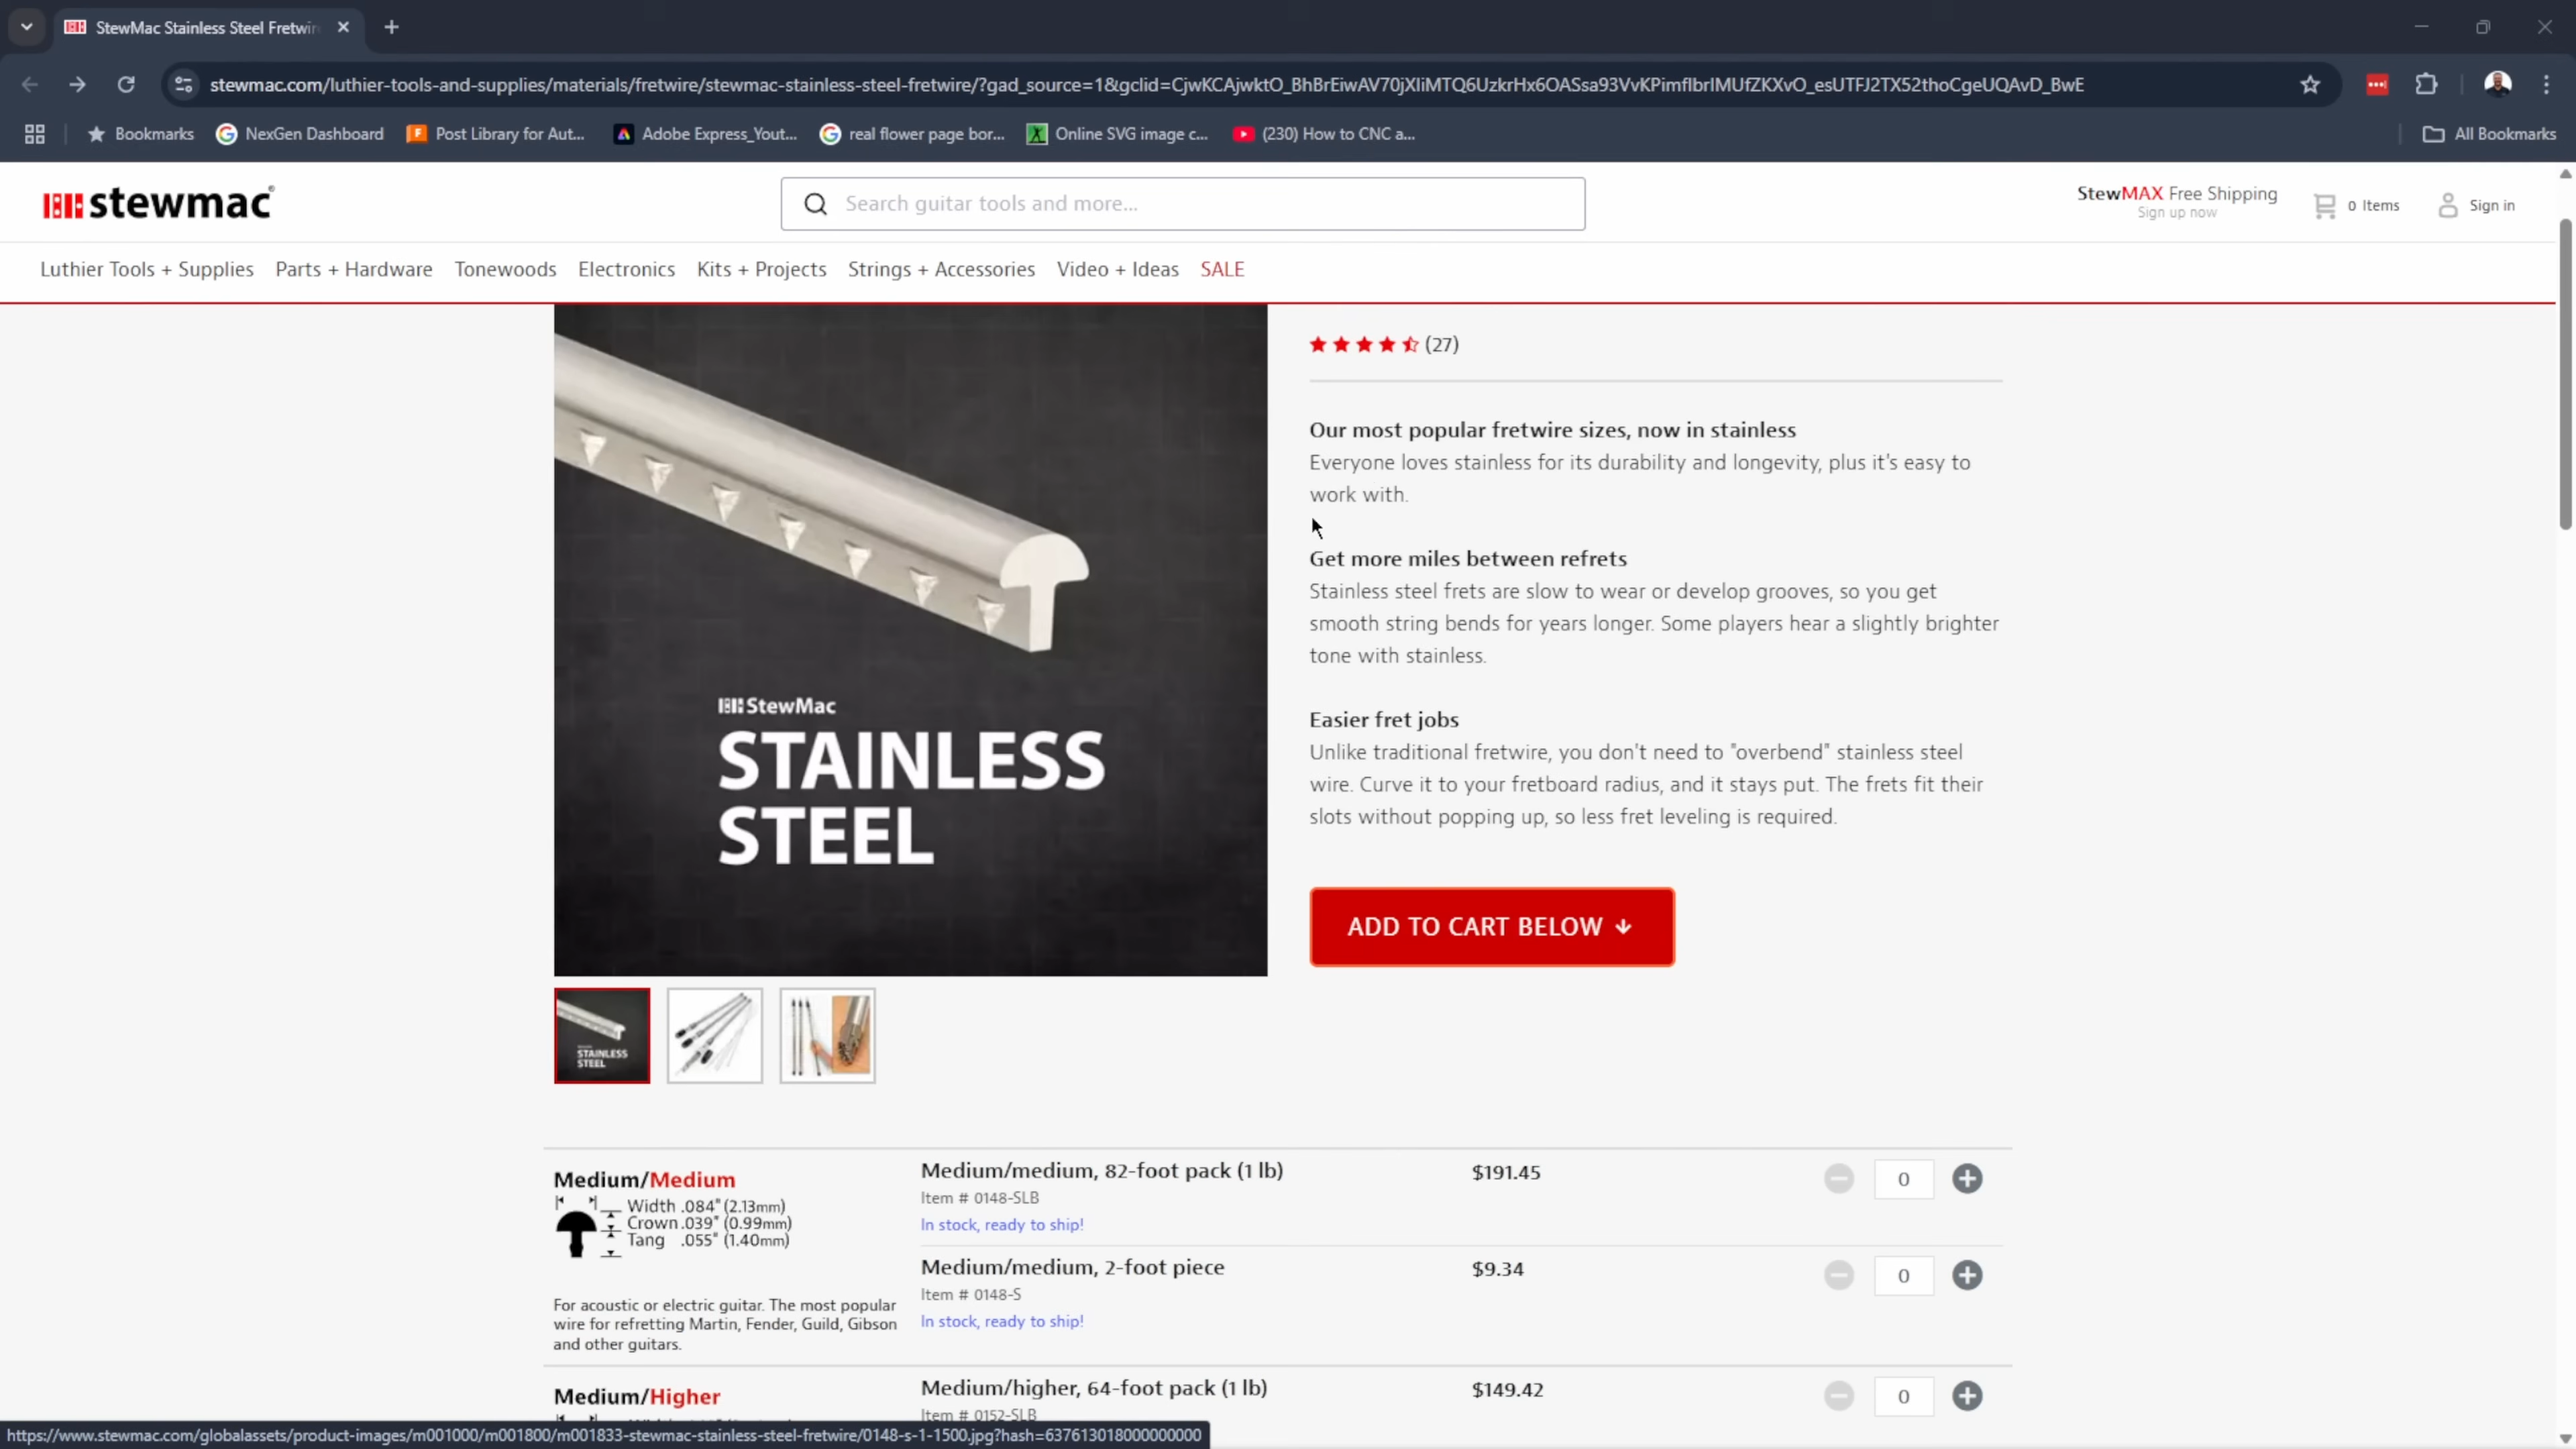 StewMac Stainless Steel Fretwir
stewmac.com/luthier-tools-and-supplies/materials/fretwire/stewmac-stainless-steel-fretwire/?gad_source=1&gclid=CjwKCAjwktO_BhBrEiwAV70jXIiMTQ6UzkrHx6OASsa93VvKPimfIbrIMUfZKXvO_esUTFJ2TX52thoCgeUQAvD_BwE
Bookmarks
NexGen Dashboard
Post Library for Aut...
Adobe Express_Yout...
real flower page bor...
Online SVG image c...
(230) How to CNC a...
All Bookmarks
stewmac®
Search guitar tools and more...
StewMAX Free Shipping
Sign up now
0 Items
Sign in
Luthier Tools + Supplies
Parts + Hardware
Tonewoods
Electronics
Kits + Projects
Strings + Accessories
Video + Ideas
SALE
(27)
Our most popular fretwire sizes, now in stainless
Everyone loves stainless for its durability and longevity, plus it's easy to
work with.
Get more miles between refrets
Stainless steel frets are slow to wear or develop grooves, so you get
smooth string bends for years longer. Some players hear a slightly brighter
tone with stainless.
Easier fret jobs
Unlike traditional fretwire, you don't need to "overbend" stainless steel
wire. Curve it to your fretboard radius, and it stays put. The frets fit their
slots without popping up, so less fret leveling is required.
StewMac
STAINLESS
STEEL
ADD TO CART BELOW
STAINLESS
STEEL
Medium/Medium
Width .084" (2.13mm)
Crown .039" (0.99mm)
Tang .055" (1.40mm)
For acoustic or electric guitar. The most popular
wire for refretting Martin, Fender, Guild, Gibson
and other guitars.
Medium/medium, 82-foot pack (1 lb)
Item # 0148-SLB
In stock, ready to ship!
$191.45
0
Medium/medium, 2-foot piece
Item # 0148-S
In stock, ready to ship!
$9.34
0
Medium/Higher
Medium/higher, 64-foot pack (1 lb)
Item # 0152-SLB
$149.42
0
https://www.stewmac.com/globalassets/product-images/m001000/m001800/m001833-stewmac-stainless-steel-fretwire/0148-s-1-1500.jpg?hash=637613018000000000